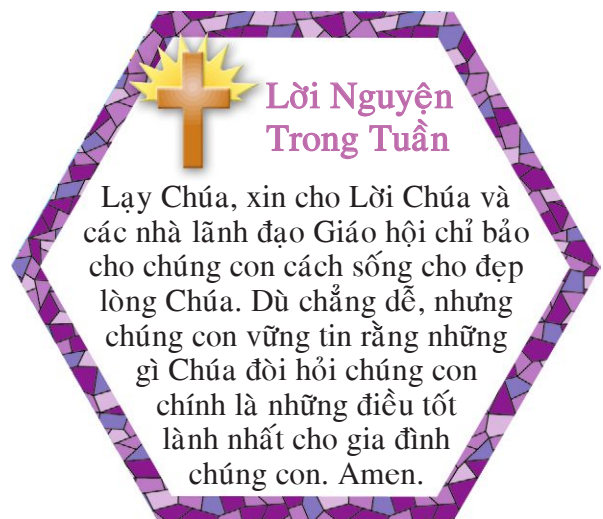 Lời Nguyện
Trong Tuần
Lạy Chúa, xin cho Lời Chúa và
các nhà lãnh đạo Giáo hội chỉ bảo
cho chúng con cách sống cho đẹp
lòng Chúa. Dù chẳng dễ, nhưng
chúng con vững tin rằng những
gì Chúa đòi hỏi chúng con
chính là những điều tốt
lành nhất cho gia đình
chúng con. Amen.